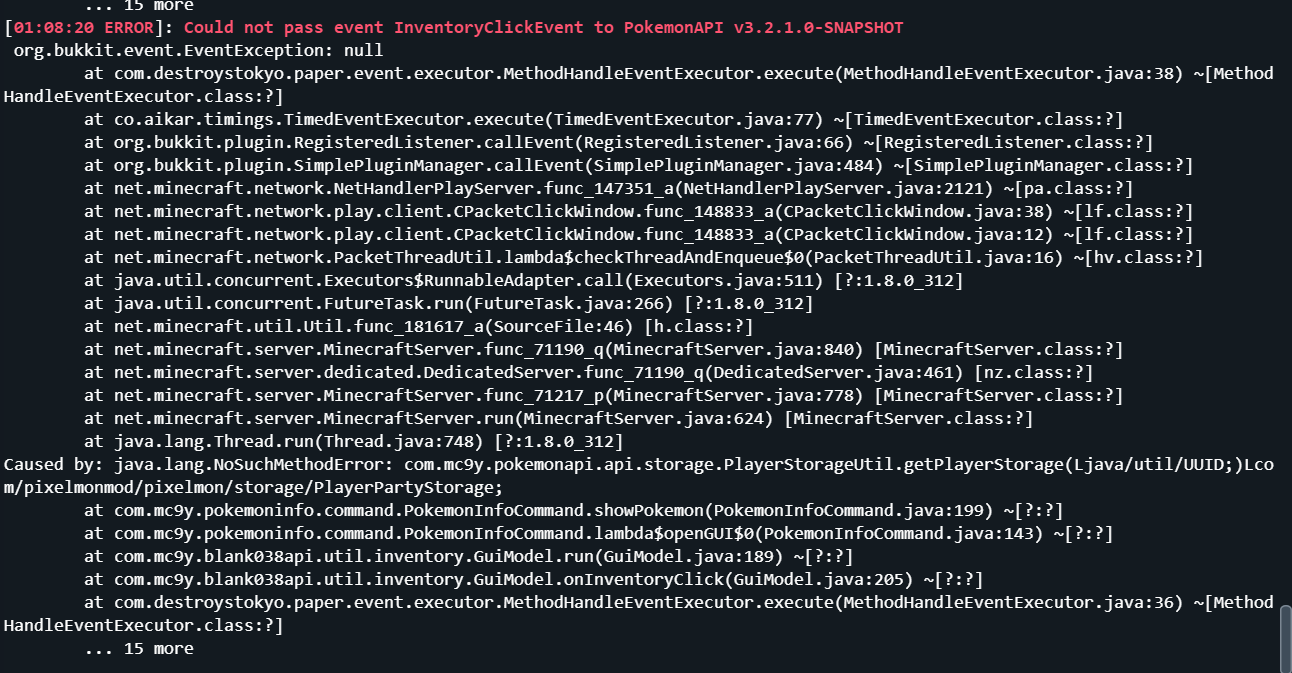 ... 15 more
[01:08:20 ERROR]: Could not pass event InventoryClickEvent to PokemonAPI v3.2.1.0-SNAPSHOT
org.bukkit.event.EventException: null
at com.destroystokyo.paper.event.executor.MethodHandleEventExecutor.execute(MethodHandleEventExecutor.java:38) ~[Method
HandleEventExecutor.class:?]
at co.aikar.timings.TimedEventExecutor.execute(TimedEventExecutor.java:77) ~[TimedEventExecutor.class:?]
at org.bukkit.plugin.RegisteredListener.callEvent(RegisteredListener.java:66) ~[RegisteredListener.class:?]
at org.bukkit.plugin.SimplePluginManager.callEvent(SimplePluginManager.java:484) ~[SimplePluginManager.class:?]
at net.minecraft.network.NetHandlerPlayServer.func_147351_a(NetHandlerPlayServer.java:2121) ~[pa.class:?]
at net.minecraft.network.play.client.CPacketClickWindow.func_148833_a(CPacketClickWindow.java:38) ~[lf.class:?]
at net.minecraft.network.play.client.CPacketClickWindow.func_148833_a(CPacketClickWindow.java:12) ~[lf.class:?]
at net.minecraft.network.PacketThreadUtil.lambda$checkThreadAndEnqueue$0(PacketThreadUtil.java:16) ~[hv.class:?]
at java.util.concurrent.Executors$RunnableAdapter.call(Executors.java:511) [?:1.8.0_312]
at java.util.concurrent.FutureTask.run(FutureTask.java:266) [?:1.8.0_312]
at net.minecraft.util.Util.func_181617_a(SourceFile:46) [h.class:?]
at net.minecraft.server.MinecraftServer.func_71190_q(MinecraftServer.java:840) [MinecraftServer.class:?]
at net.minecraft.server.dedicated.DedicatedServer.func_71190_q(DedicatedServer.java:461) [nz.class:?]
at net.minecraft.server.MinecraftServer.func_71217_p(MinecraftServer.java:778) [MinecraftServer.class:?]
at net.minecraft.server.MinecraftServer.run(MinecraftServer.java:624) [MinecraftServer.class:?]
at java.lang.Thread.run(Thread.java:748) [?:1.8.0_312]
Caused by: java.lang.NoSuchMethodError: com.mc9y.pokemonapi.api.storage.PlayerStorageUtil.getPlayerStorage(Ljava/util/UUID;)Lco
m/pixelmonmod/pixelmon/storage/PlayerPartyStorage;
at com.mc9y.pokemoninfo.command.PokemonInfoCommand.showPokemon(PokemonInfoCommand.java:199) ~[?:?]
at com.mc9y.pokemoninfo.command.PokemonInfoCommand.lambda$openGUI$0(PokemonInfoCommand.java:143) ~[?:?]
at com.mc9y.blank038api.util.inventory.GuiModel.run(GuiModel.java:189) ~[?:?]
at com.mc9y.blank038api.util.inventory.GuiModel.onInventoryClick(GuiModel.java:205) ~[?:?]
at com.destroystokyo.paper.event.executor.MethodHandleEventExecutor.execute(MethodHandleEventExecutor.java:36) ~[Method
HandleEventExecutor.class:?]
... 15 more